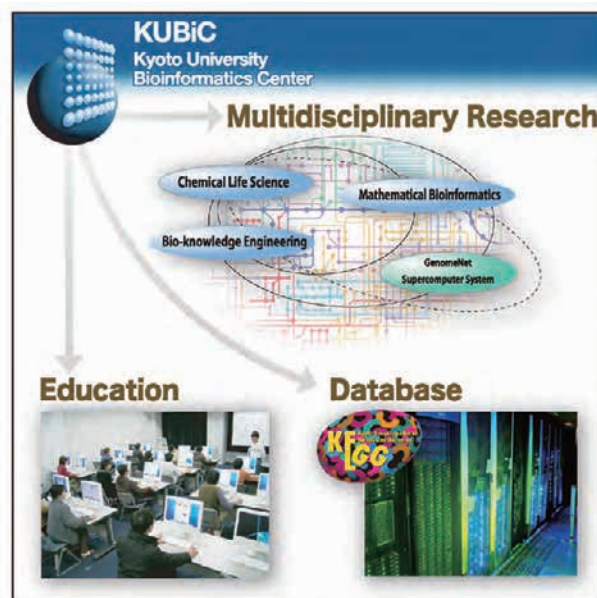 KUBiC
Kyoto University
Bioinformatics Center
Multidisciplinary Research
Chemical Life Science
Mathematical Bioinformatics
Bio-knowledge Engineering
GenomeNet
Supercomputer System
Education
Database
KEGG